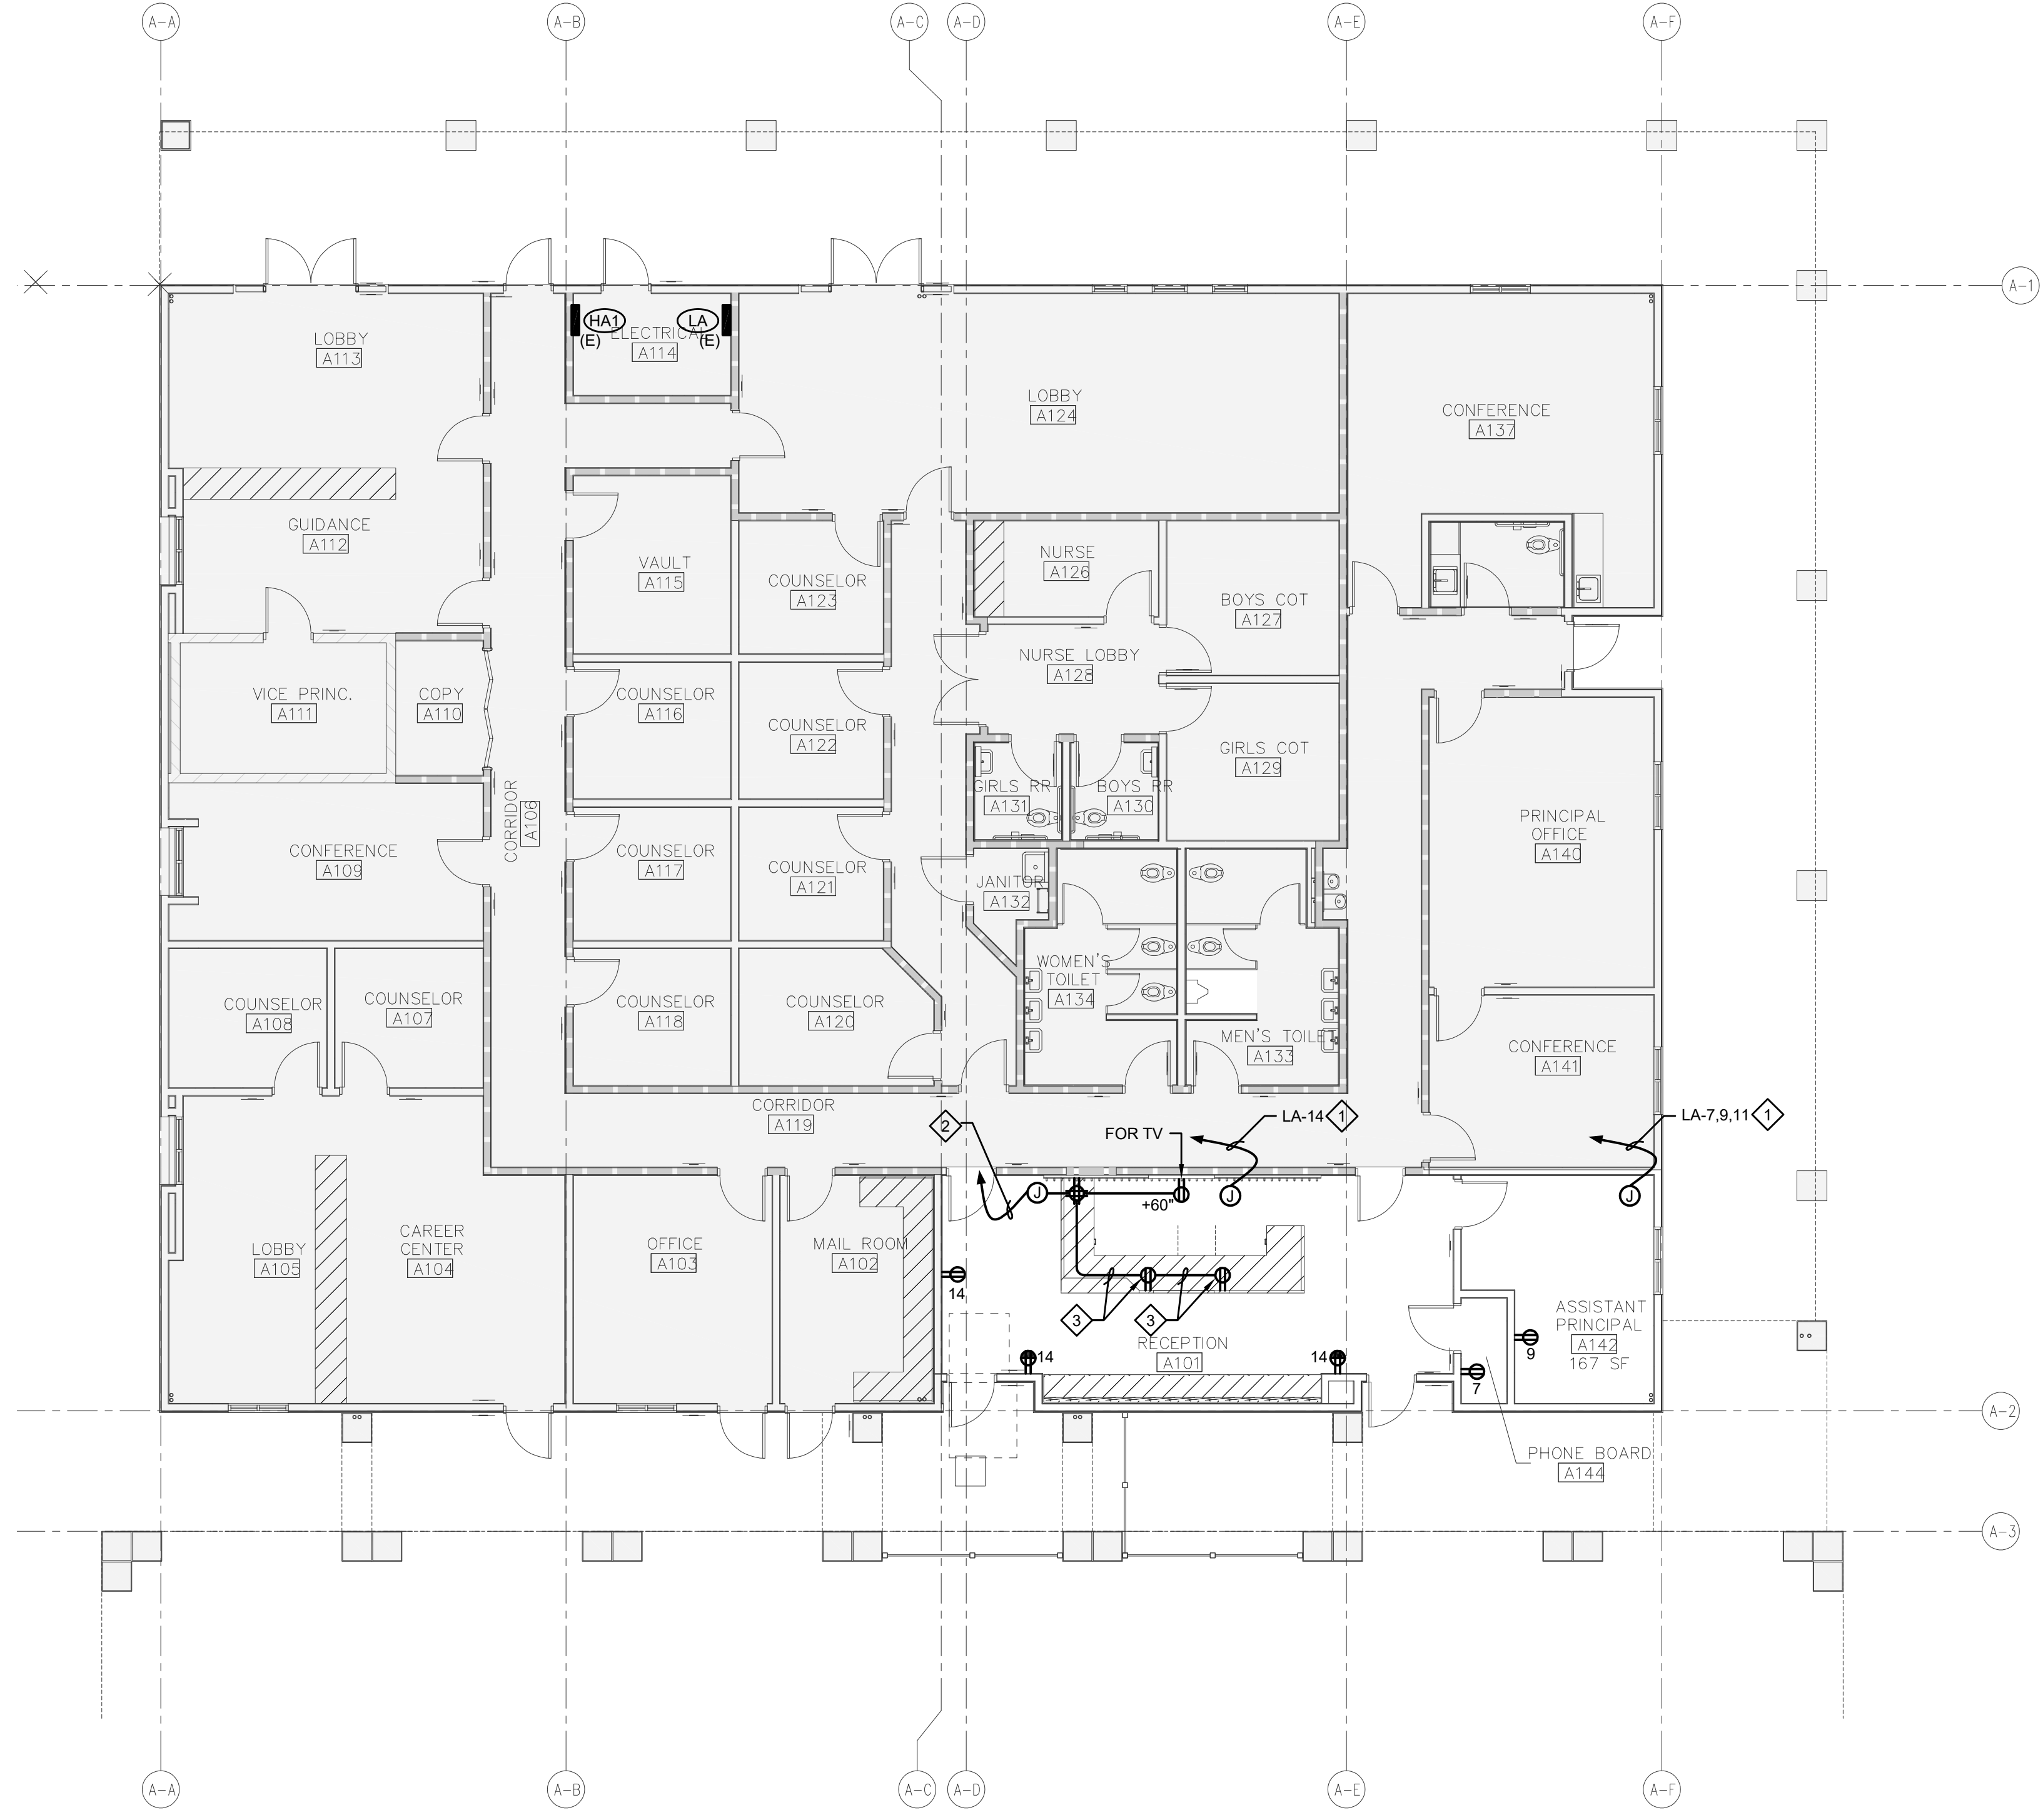 A-A
A-B
A-C
A-D
A-E
A-F
A-1
HA1
(E)
LA
(E)
ELECTRICAL
A114
LOBBY
A113
LOBBY
A124
CONFERENCE
A137
GUIDANCE
A112
VAULT
A115
COUNSELOR
A123
NURSE
A126
BOYS COT
A127
NURSE LOBBY
A128
VICE PRINC.
A111
COPY
A110
COUNSELOR
A116
COUNSELOR
A122
GIRLS COT
A129
GIRLS RR
A131
BOYS RR
A130
CORRIDOR
A106
PRINCIPAL
OFFICE
A140
CONFERENCE
A109
COUNSELOR
A117
COUNSELOR
A121
JANITOR
A132
WOMEN'S
TOILET
A134
COUNSELOR
A108
COUNSELOR
A107
COUNSELOR
A118
COUNSELOR
A120
MEN'S TOILET
A133
CONFERENCE
A141
CORRIDOR
A119
2
FOR TV
LA-14
1
LA-7,9,11
1
J
+60"
J
J
LOBBY
A105
CAREER
CENTER
A104
OFFICE
A103
MAIL ROOM
A102
14
3
3
RECEPTION
A101
14
14
ASSISTANT
PRINCIPAL
A142
167 SF
9
7
A-2
PHONE BOARD
A144
A-3
A-A
A-B
A-C
A-D
A-E
A-F